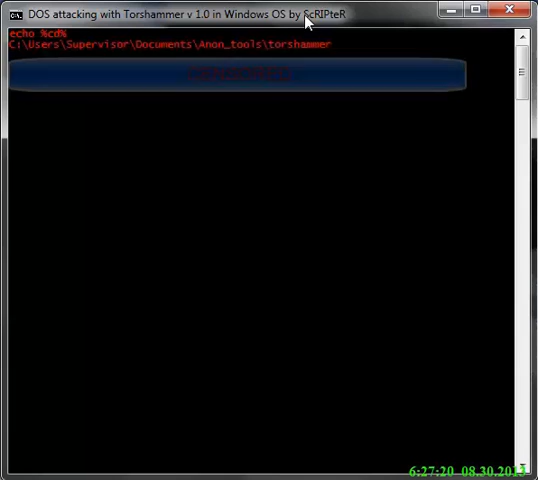 DOS attacking with Torshammer v 1.0 in Windows OS by ScRIPteR
echo %cd%
C:\Users\Supervisor\Documents\Anon_tools\torshammer
6:27:20 08.30.2013